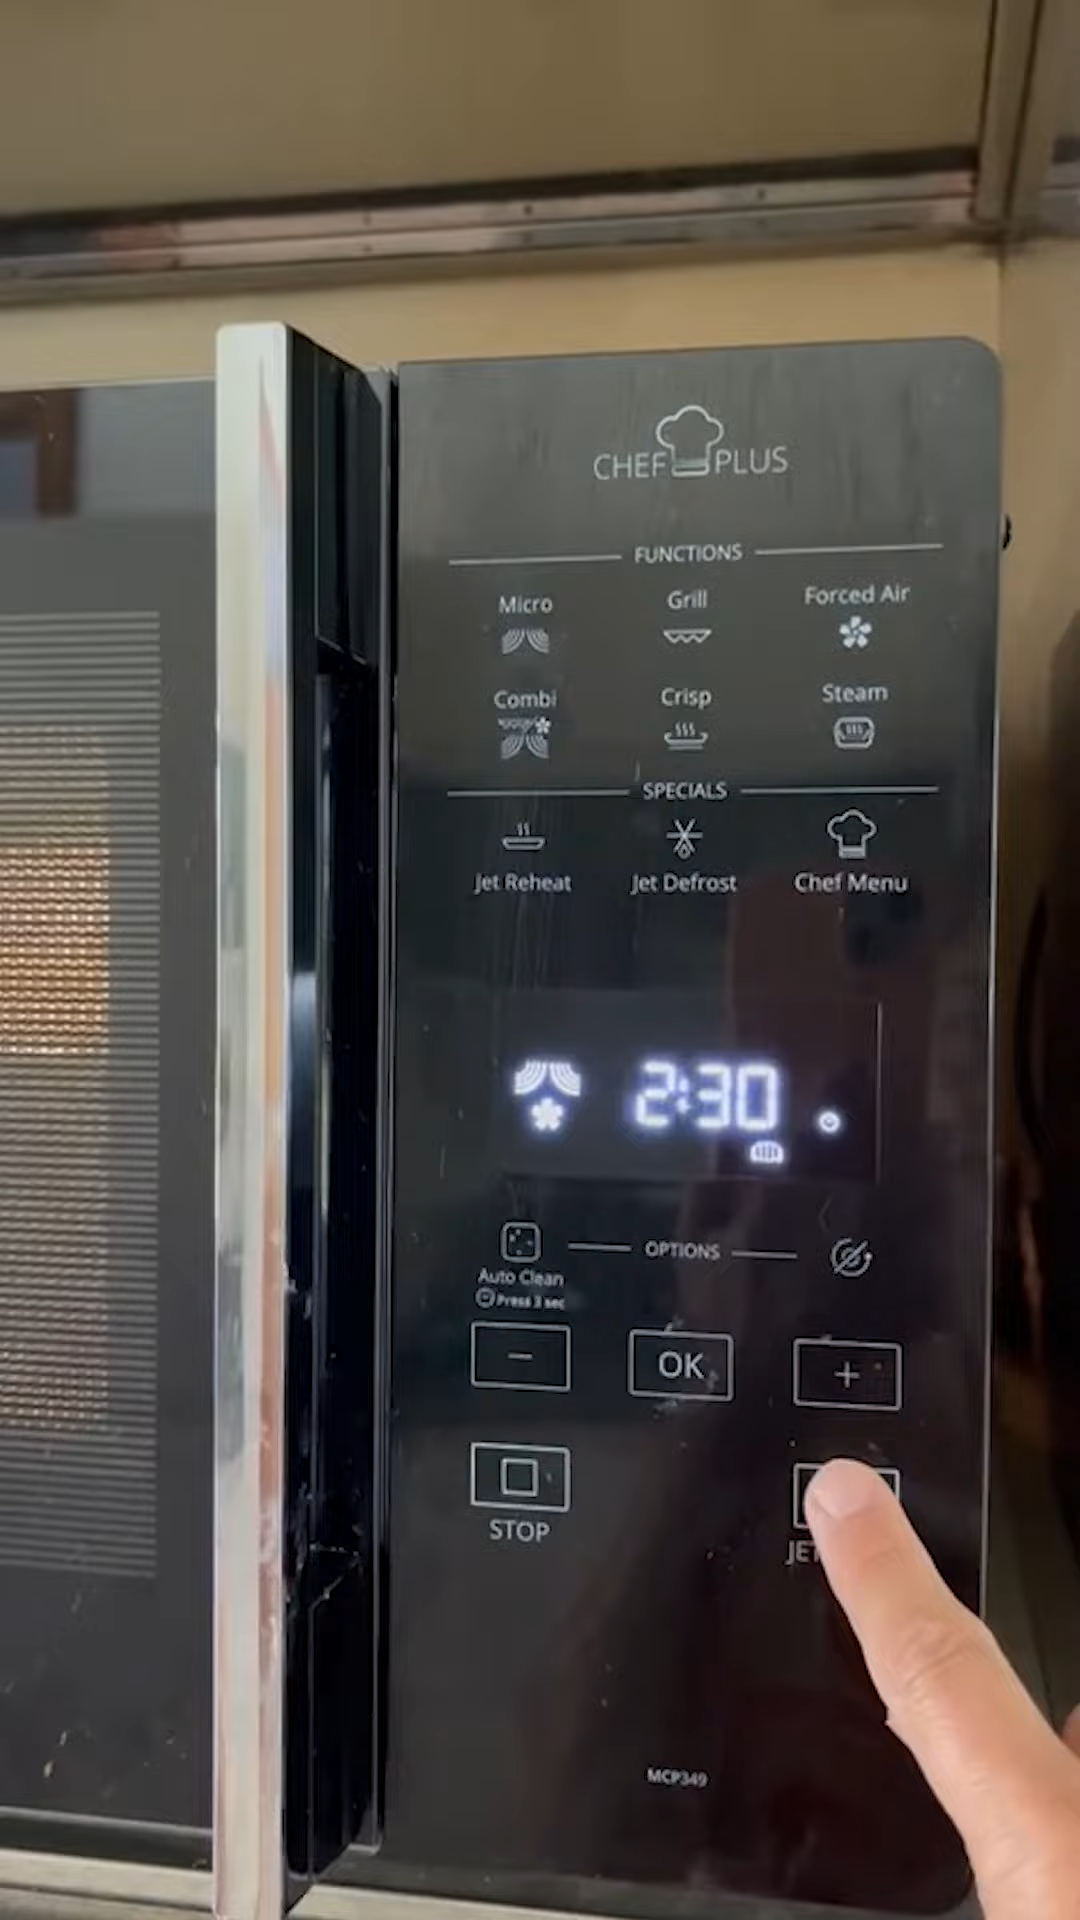 CHEF PLUS
FUNCTIONS
Micro
Grill
Forced Air
Combi
Crisp
Steam
SPECIALS
Jet Reheat
Jet Defrost
Chef Menu
2:30
OPTIONS
Auto Clean
Press 3 sec
−
OK
+
STOP
JET
MCP349